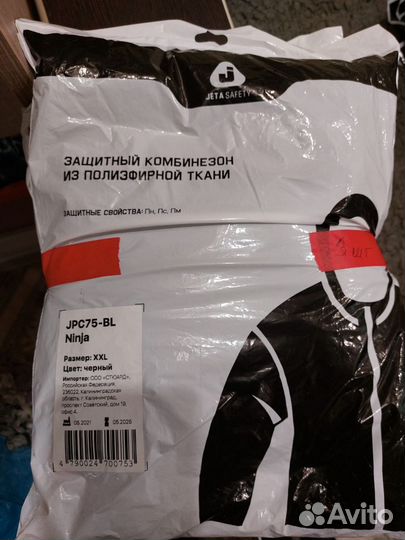 JETA SAFETY
ЗАЩИТНЫЙ КОМБИНЕЗОН
ИЗ ПОЛИЭФИРНОЙ ТКАНИ
ЗАЩИТНЫЕ СВОЙСТВА: Пн, Пс, Пм
ШТ
JPC75-BL
Ninja
Размер: XXL
Цвет: черный
Импортер: ООО «СТЮАРД»,
Российская Федерация,
236022, Калининградская
область, г. Калининград,
проспект Советский, дом 19,
офис 4.
05.2021 05.2026
4 790024 700753
Avito